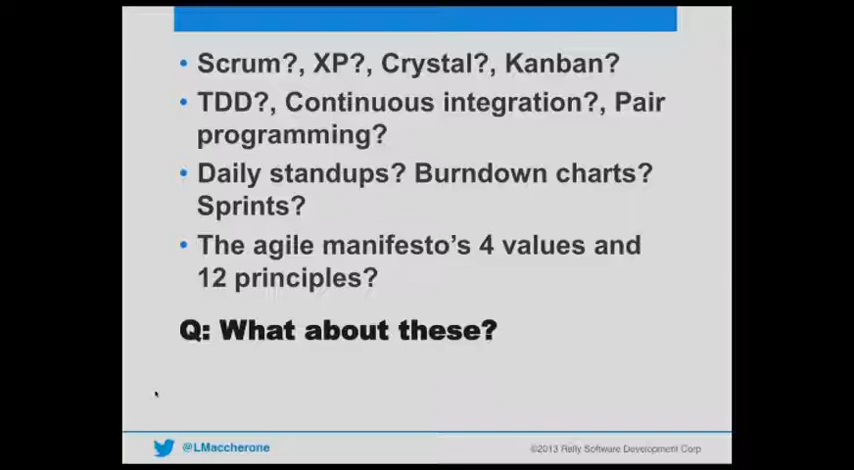 • Scrum?, XP?, Crystal?, Kanban?
• TDD?, Continuous integration?, Pair
programming?
• Daily standups? Burndown charts?
Sprints?
• The agile manifesto's 4 values and
12 principles?
Q: What about these?
@LMaccherone
©2013 Rally Software Development Corp